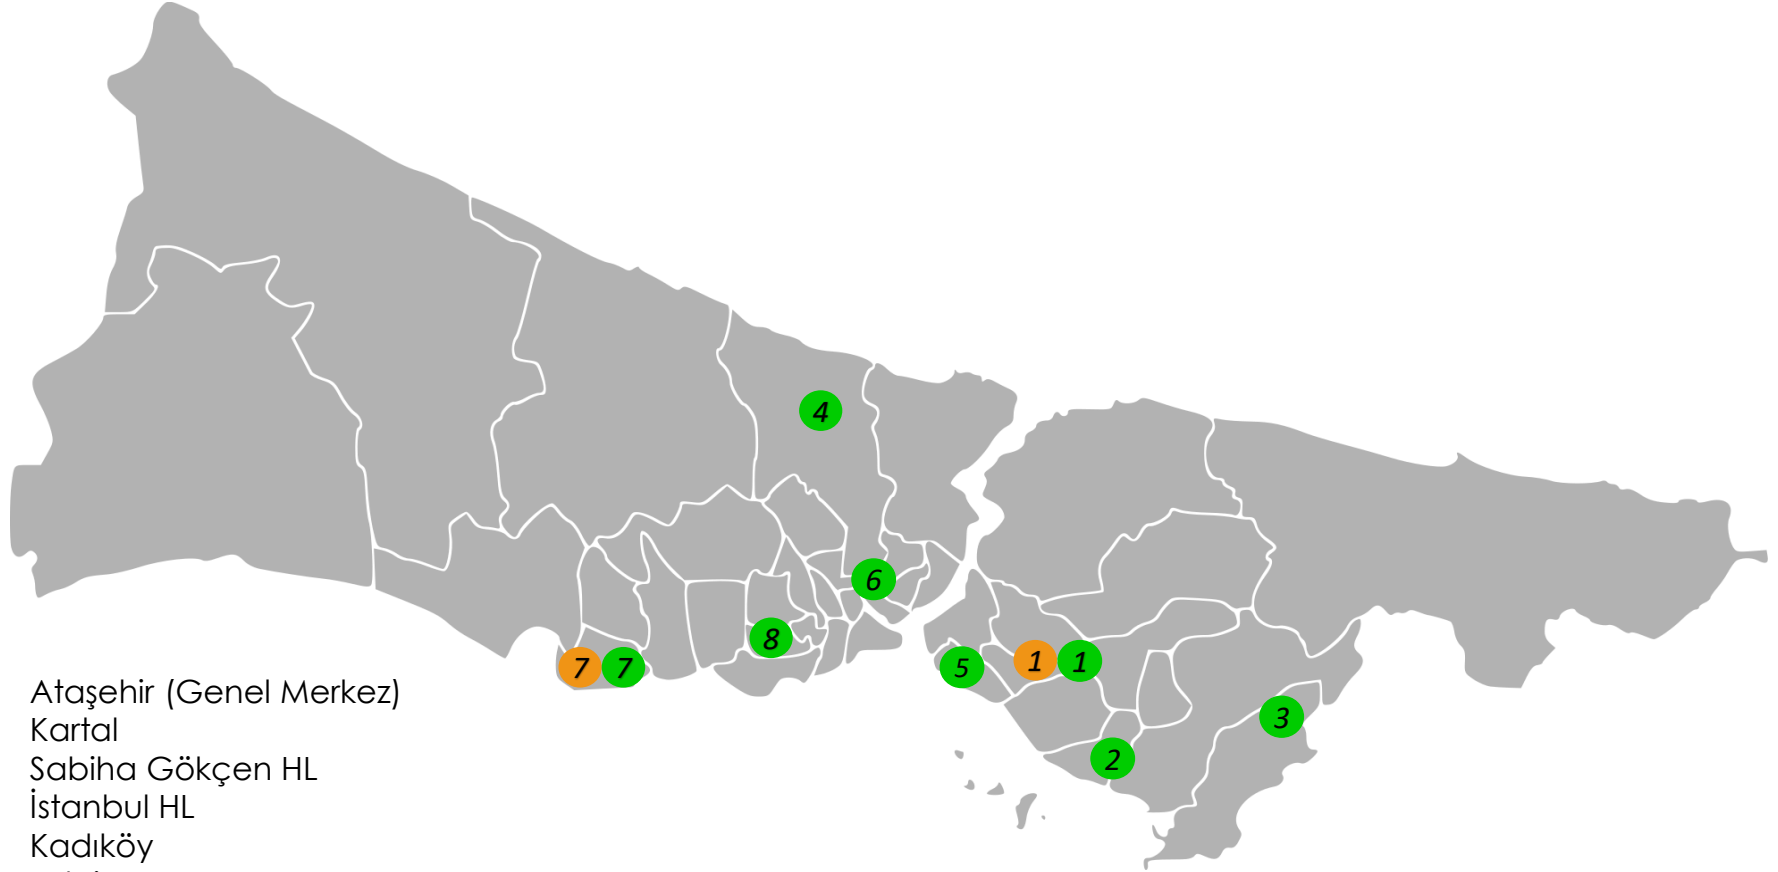 4
6
8
7 7
5
1 1
3
2
Ataşehir (Genel Merkez)
Kartal
Sabiha Gökçen HL
İstanbul HL
Kadıköy